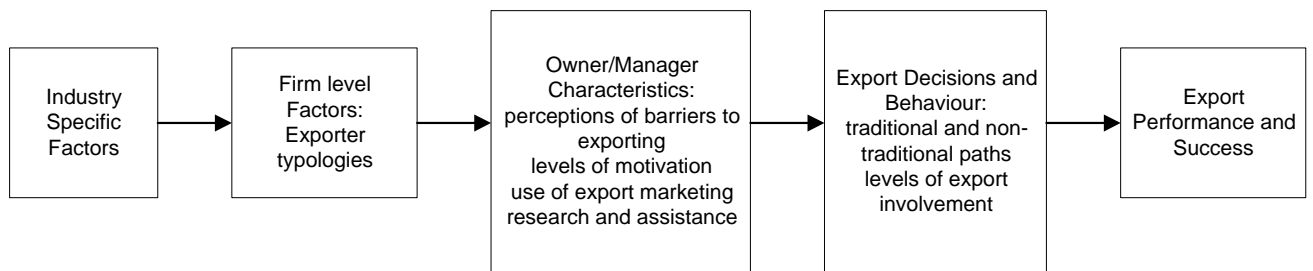 Industry
Specific
Factors
Firm level
Factors:
Exporter
typologies
Owner/Manager
Characteristics:
perceptions of barriers to
exporting
levels of motivation
use of export marketing
research and assistance
Export Decisions and
Behaviour:
traditional and non-
traditional paths
levels of export
involvement
Export
Performance and
Success